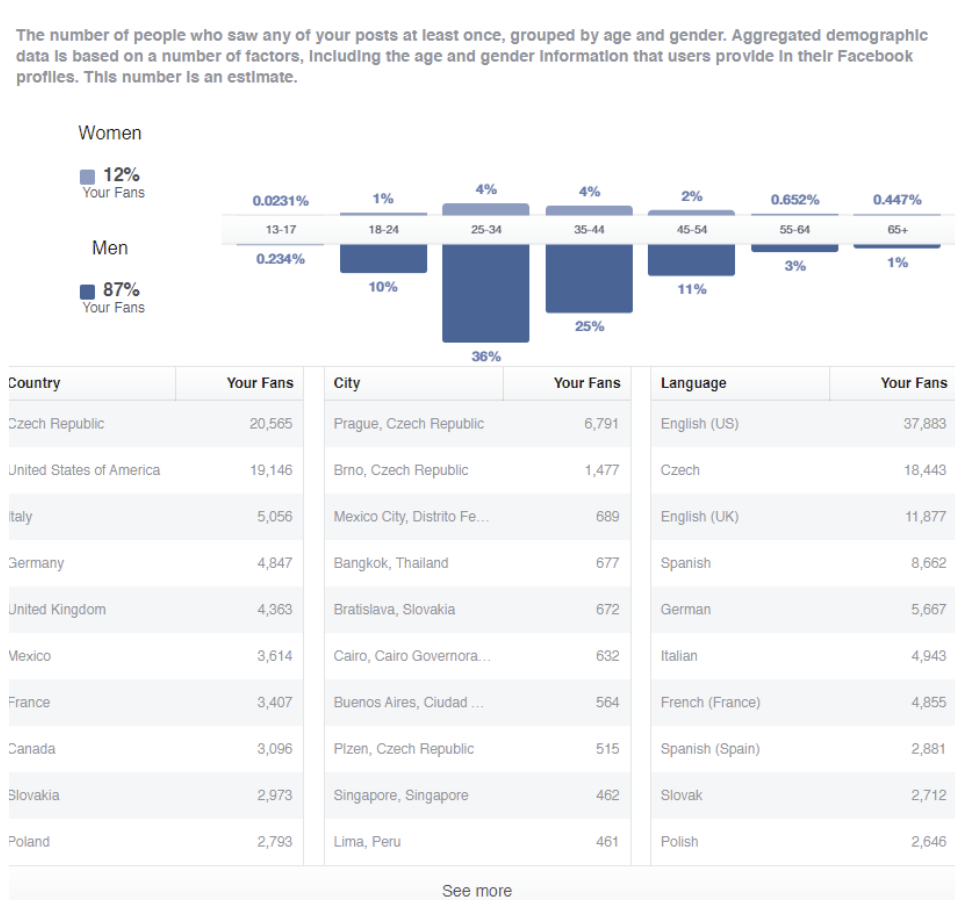 The number of people who saw any of your posts at least once, grouped by age and gender. Aggregated demographic
data is based on a number of factors, including the age and gender information that users provide in their Facebook
profiles. This number is an estimate.
Women
12%
Your Fans
0.0231% 1% 4% 4% 2% 0.652% 0.447%
13-17 18-24 25-34 35-44 45-54 55-64 65+
Men
87%
Your Fans
0.234% 10% 36% 25% 11% 3% 1%
Country Your Fans City Your Fans Language Your Fans
Czech Republic 20,565 Prague, Czech Republic 6,791 English (US) 37,883
United States of America 19,146 Brno, Czech Republic 1,477 Czech 18,443
Italy 5,056 Mexico City, Distrito Fe... 689 English (UK) 11,877
Germany 4,847 Bangkok, Thailand 677 Spanish 8,662
United Kingdom 4,363 Bratislava, Slovakia 672 German 5,667
Mexico 3,614 Cairo, Cairo Governora... 632 Italian 4,943
France 3,407 Buenos Aires, Ciudad ... 564 French (France) 4,855
Canada 3,096 Plzen, Czech Republic 515 Spanish (Spain) 2,881
Slovakia 2,973 Singapore, Singapore 462 Slovak 2,712
Poland 2,793 Lima, Peru 461 Polish 2,646
See more